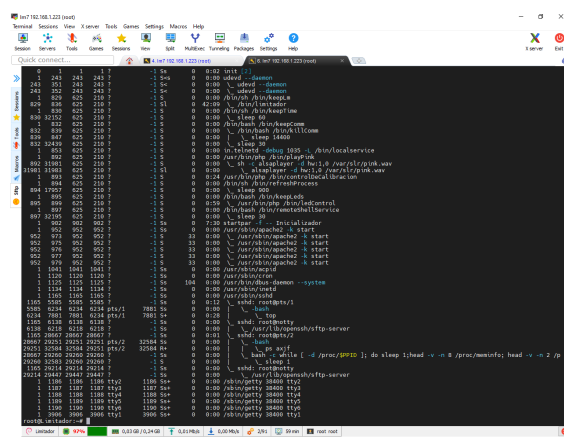 lm7 192.168.1.223 (root)
Terminal Sessions View X server Tools Games Settings Macros Help
Session Servers Tools Games Sessions View Split MultiExec Tunneling Packages Settings Help X server Exit
Quick connect... 4. lm7 192.168.1.223 (root) 6. lm7 192.168.1.223 (root)
Sessions
Tools
Macros
Sftp
0 1 1 1 ? -1 Ss 0 0:02 init [2]
1 243 243 243 ? -1 S<s 0 0:00 udevd --daemon
243 351 243 243 ? -1 S< 0 0:00 \_ udevd --daemon
243 352 243 243 ? -1 S< 0 0:00 \_ udevd --daemon
1 829 625 210 ? -1 S 0 0:00 /bin/sh /bin/keepLm
829 836 625 210 ? -1 Sl 0 42:09 \_ /bin/limitador
1 830 625 210 ? -1 S 0 0:00 /bin/sh /bin/keepTime
830 32152 625 210 ? -1 S 0 0:00 \_ sleep 60
1 832 625 210 ? -1 S 0 0:00 /bin/bash /bin/keepComm
832 839 625 210 ? -1 S 0 0:00 \_ /bin/bash /bin/killComm
839 847 625 210 ? -1 S 0 0:00 | \_ sleep 14400
832 32430 625 210 ? -1 S 0 0:00 \_ sleep 30
1 853 625 210 ? -1 S 0 0:00 in.telnetd -debug 1035 -L /bin/localservice
1 892 625 210 ? -1 S 0 0:00 /usr/bin/php /bin/playPink
892 31981 625 210 ? -1 S 0 0:00 \_ sh -c alsaplayer -d hw:1,0 /var/slr/pink.wav
31981 31983 625 210 ? -1 Sl 0 0:00 \_ alsaplayer -d hw:1,0 /var/slr/pink.wav
1 893 625 210 ? -1 S 0 0:24 /usr/bin/php /bin/controlDeCalibracion
1 894 625 210 ? -1 S 0 0:00 /bin/sh /bin/refreshProcess
894 17957 625 210 ? -1 S 0 0:00 \_ sleep 900
1 895 625 210 ? -1 S 0 0:00 /bin/bash /bin/keepLeds
895 899 625 210 ? -1 S 0 0:59 \_ /usr/bin/php /bin/ledControl
1 897 625 210 ? -1 S 0 0:00 /bin/bash /bin/remoteShellService
897 32195 625 210 ? -1 S 0 0:00 \_ sleep 30
1 902 902 902 ? -1 Ss 0 7:30 startpar -f -- Inicializador
1 952 952 952 ? -1 Ss 0 0:00 /usr/sbin/apache2 -k start
952 973 952 952 ? -1 S 33 0:00 \_ /usr/sbin/apache2 -k start
952 975 952 952 ? -1 S 33 0:00 \_ /usr/sbin/apache2 -k start
952 976 952 952 ? -1 S 33 0:00 \_ /usr/sbin/apache2 -k start
952 977 952 952 ? -1 S 33 0:00 \_ /usr/sbin/apache2 -k start
952 979 952 952 ? -1 S 33 0:00 \_ /usr/sbin/apache2 -k start
1 1041 1041 1041 ? -1 Ss 0 0:00 /usr/sbin/acpid
1 1120 1120 1120 ? -1 Ss 0 0:00 /usr/sbin/cron
1 1125 1125 1125 ? -1 Ss 104 0:00 /usr/bin/dbus-daemon --system
1 1134 1134 1134 ? -1 Ss 0 0:00 /usr/sbin/inetd
1 1165 1165 1165 ? -1 Ss 0 0:00 /usr/sbin/sshd
1165 5585 5585 5585 ? -1 Ss 0 0:12 \_ sshd: root@pts/1
5585 6234 6234 6234 pts/1 7881 Ss 0 0:00 | \_ -bash
6234 7881 7881 6234 pts/1 7881 S+ 0 0:28 | \_ top
1165 6138 6138 6138 ? -1 Ss 0 0:00 \_ sshd: root@notty
6138 6218 6218 6218 ? -1 Ss 0 0:00 | \_ /usr/lib/openssh/sftp-server
1165 28667 28667 28667 ? -1 Ss 0 0:01 \_ sshd: root@pts/2
28667 29251 29251 29251 pts/2 32584 Ss 0 0:00 | \_ -bash
29251 32584 32584 29251 pts/2 32584 R+ 0 0:00 | | \_ ps axjf
28667 29260 29260 29260 ? -1 Ss 0 0:00 | \_ bash -c while [ -d /proc/$PPID ]; do sleep 1;head -v -n 8 /proc/meminfo; head -v -n 2 /p
29260 32583 29260 29260 ? -1 S 0 0:00 | \_ sleep 1
1165 29214 29214 29214 ? -1 Ss 0 0:00 \_ sshd: root@notty
29214 29447 29447 29447 ? -1 Ss 0 0:00 \_ /usr/lib/openssh/sftp-server
1 1186 1186 1186 tty2 1186 Ss+ 0 0:00 /sbin/getty 38400 tty2
1 1187 1187 1187 tty3 1187 Ss+ 0 0:00 /sbin/getty 38400 tty3
1 1188 1188 1188 tty4 1188 Ss+ 0 0:00 /sbin/getty 38400 tty4
1 1189 1189 1189 tty5 1189 Ss+ 0 0:00 /sbin/getty 38400 tty5
1 1190 1190 1190 tty6 1190 Ss+ 0 0:00 /sbin/getty 38400 tty6
1 3906 3906 3906 tty1 3906 Ss+ 0 0:00 /sbin/getty 38400 tty1
root@Limitador:~#
Limitador 97% 0,03 GB / 0,24 GB 0,01 Mb/s 0,00 Mb/s 2/91 59 min root root